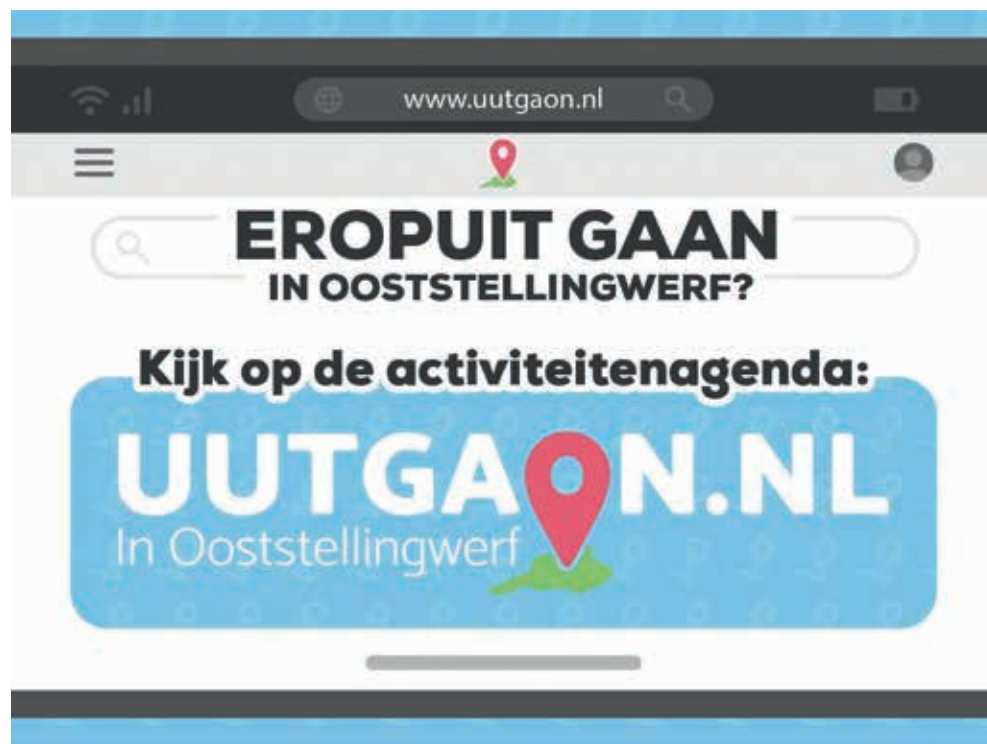 www.uutgaon.nl
EROPUIT GAAN
IN OOSTSTELLINGWERF?
Kijk op de activiteitenagenda:
UUTGAON.NL
In Ooststellingwerf